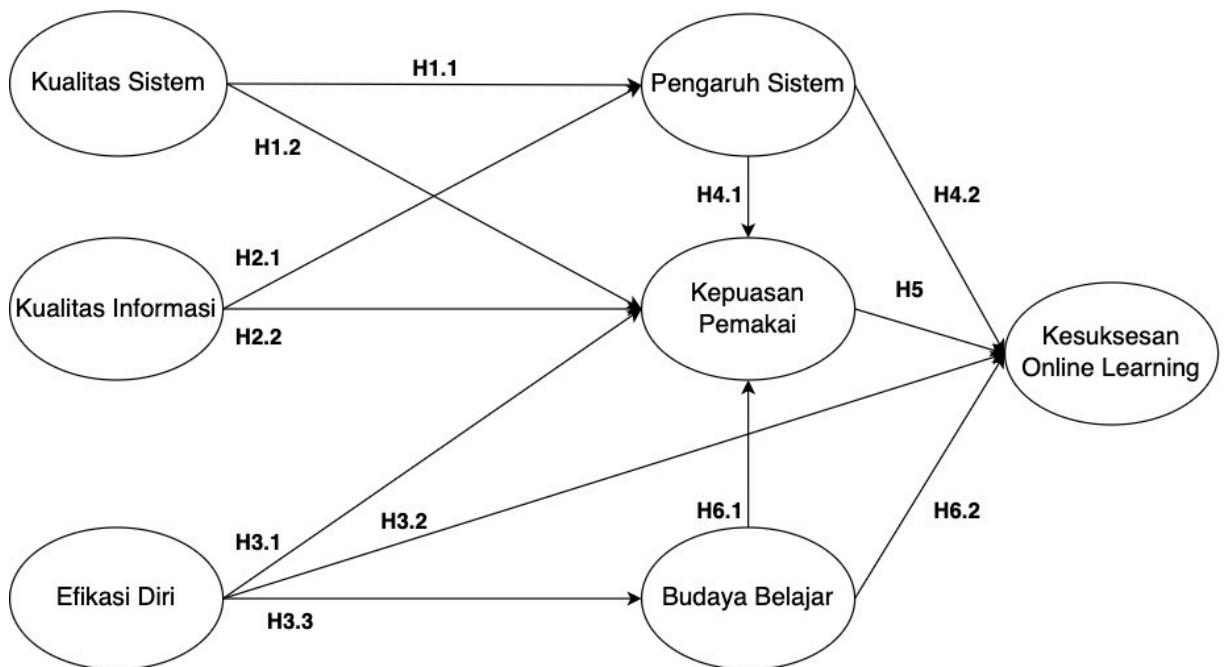 Kualitas Sistem
H1.1
Pengaruh Sistem
H1.2
H4.1
H4.2
H2.1
Kualitas Informasi
H2.2
Kepuasan
Pemakai
H5
Kesuksesan
Online Learning
H3.1
H3.2
H6.1
H6.2
Efikasi Diri
H3.3
Budaya Belajar